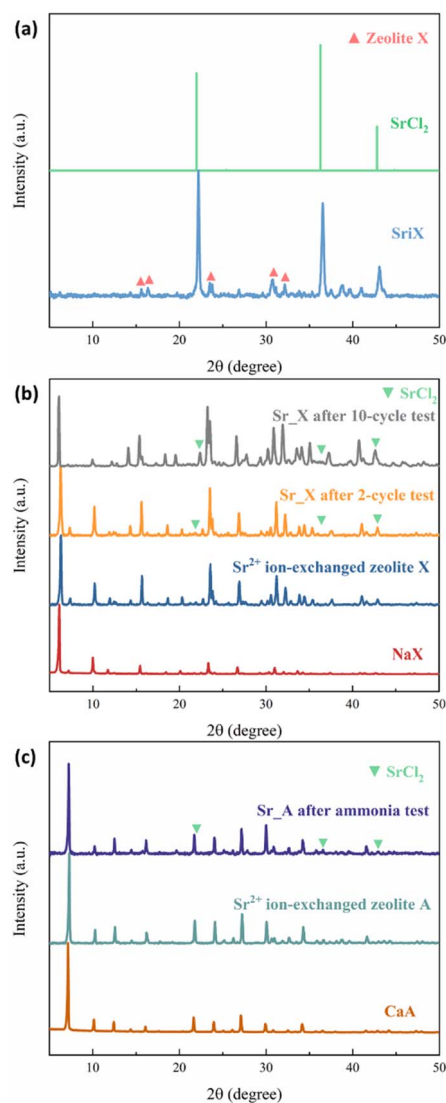 (a)
▲ Zeolite X
SrCl₂
SriX
Intensity (a.u.)
10 20 30 40 50
2θ (degree)
(b)
▼ SrCl₂
Sr_X after 10-cycle test
Sr_X after 2-cycle test
Sr²⁺ ion-exchanged zeolite X
NaX
Intensity (a.u.)
10 20 30 40 50
2θ (degree)
(c)
▼ SrCl₂
Sr_A after ammonia test
Sr²⁺ ion-exchanged zeolite A
CaA
Intensity (a.u.)
10 20 30 40 50
2θ (degree)